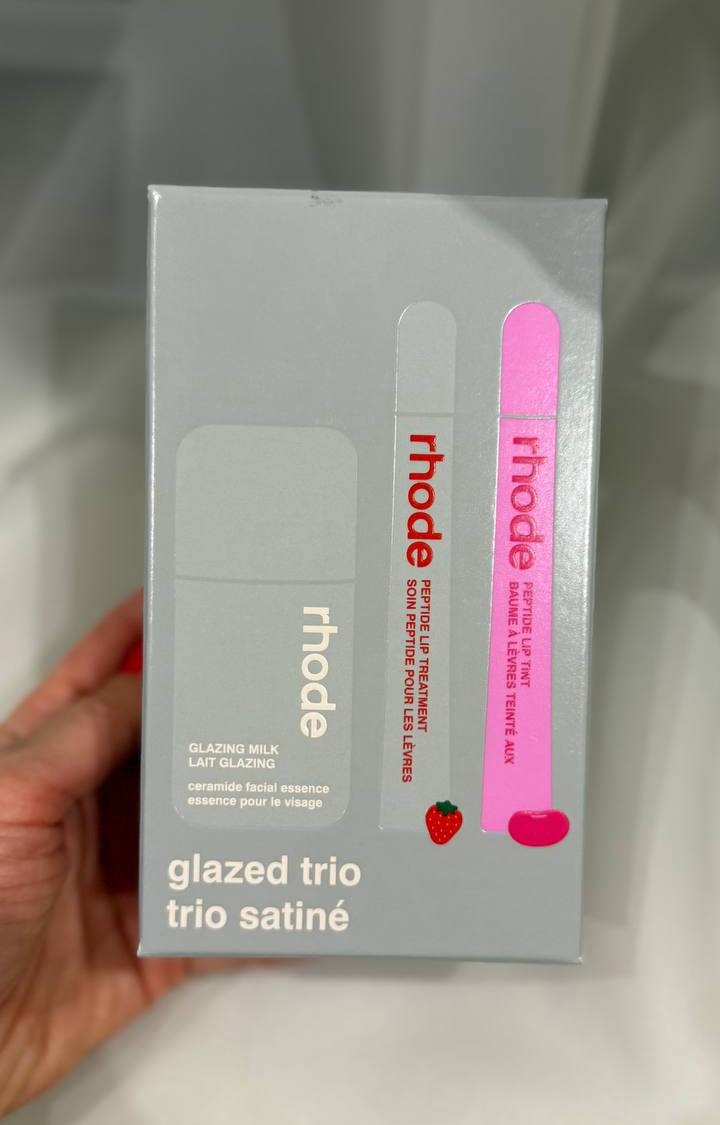 rhode
GLAZING MILK
LAIT GLAZING
ceramide facial essence
essence pour le visage
rhode
PEPTIDE LIP TREATMENT
SOIN PEPTIDE POUR LES LÈVRES
rhode
PEPTIDE LIP TINT
BAUME À LÈVRES TEINTÉ AUX
glazed trio
trio satiné